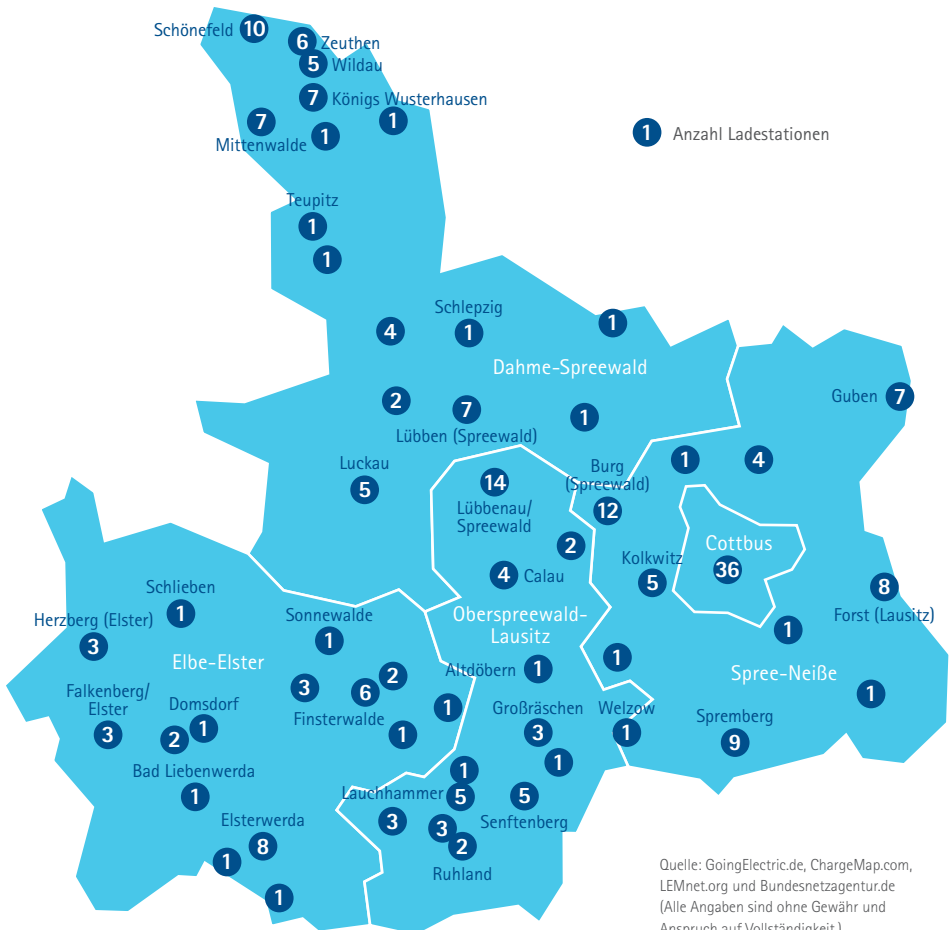 Schönefeld 10
6 Zeuthen
5 Wildau
7 Königs Wusterhausen
7
Mittenwalde
1
1
1 Anzahl Ladestationen
Teupitz
1
1
4
Schlepzig
1
1
Dahme-Spreewald
2
7
Lübben (Spreewald)
1
Guben 7
Luckau
5
14
Lübbenau/
Spreewald
Burg
(Spreewald)
12
1
4
2
4 Calau
Kolkwitz
5
Cottbus
36
8
Forst (Lausitz)
Schlieben
1
Herzberg (Elster)
3
Sonnewalde
1
Oberspreewald-
Lausitz
1
Elbe-Elster
Altdöbern
1
1
Spree-Neiße
1
3
6
2
Finsterwalde
1
1
Falkenberg/
Elster
3
Domsdorf
1
2
Großräschen
3
Welzow
1
Spremberg
9
1
Bad Liebenwerda
1
1
Lauchhammer
5
3
5
Senftenberg
3
2
Ruhland
Elsterwerda
8
1
1
Quelle: GoingElectric.de, ChargeMap.com,
LEMnet.org und Bundesnetzagentur.de
(Alle Angaben sind ohne Gewähr und
Anspruch auf Vollständigkeit.)